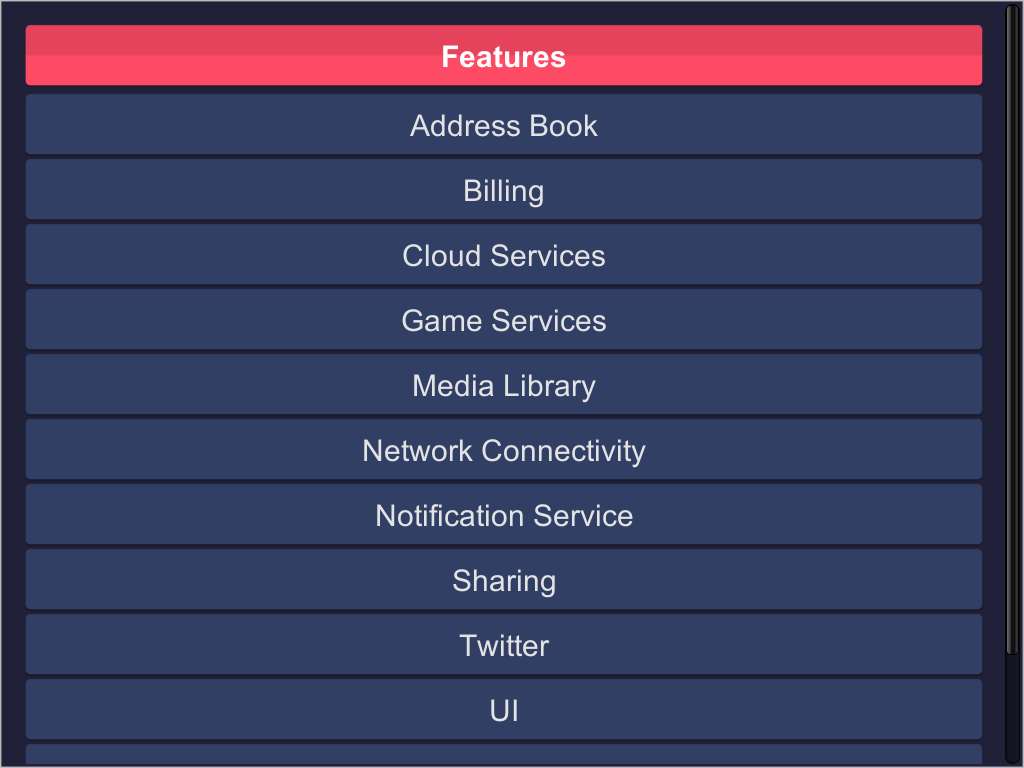 Features
Address Book
Billing
Cloud Services
Game Services
Media Library
Network Connectivity
Notification Service
Sharing
Twitter
UI